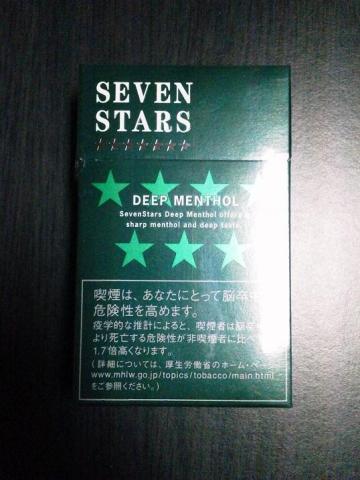 SEVEN
STARS
DEEP MENTHOL
SevenStars Deep Menthol offers
sharp menthol and deep taste.
喫煙は、あなたにとって脳卒中
危険性を高めます。
疫学的な推計によると、喫煙者は脳卒
より死亡する危険性が非喫煙者に比べ
1.7倍高くなります。
(詳細については、厚生労働省のホーム・ページ
www.mhlw.go.jp/topics/tobacco/main.html
をご参照ください。)